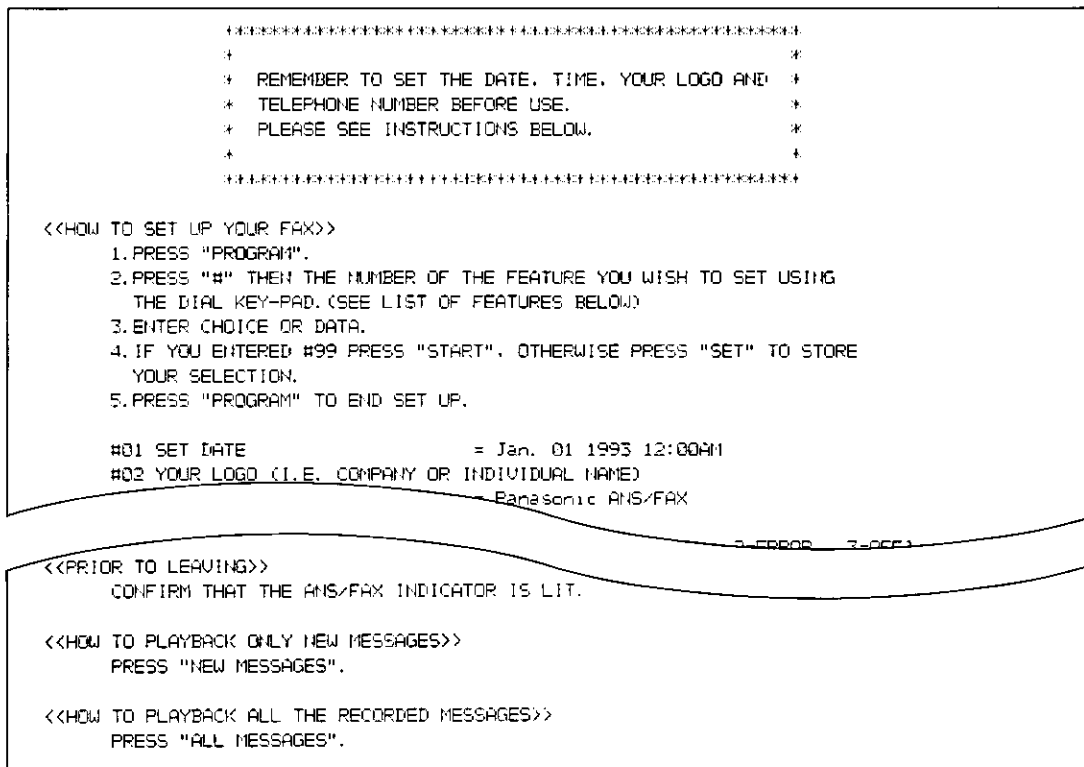 REMEMBER TO SET THE DATE. TIME. YOUR LOGO AND
TELEPHONE NUMBER BEFORE USE.
PLEASE SEE INSTRUCTIONS BELOW.
<<HOW TO SET UP YOUR FAX>>
1.PRESS "PROGRAM".
2.PRESS "#" THEN THE NUMBER OF THE FEATURE YOU WISH TO SET USING
THE DIAL KEY-PAD.(SEE LIST OF FEATURES BELOW)
3.ENTER CHOICE OR DATA.
4.IF YOU ENTERED #99 PRESS "START". OTHERWISE PRESS "SET" TO STORE
YOUR SELECTION.
5.PRESS "PROGRAM" TO END SET UP.
#01 SET DATE = Jan. 01 1993 12:00AM
#02 YOUR LOGO (I.E. COMPANY OR INDIVIDUAL NAME)
= Panasonic ANS/FAX
<<PRIOR TO LEAVING>>
CONFIRM THAT THE ANS/FAX INDICATOR IS LIT.
<<HOW TO PLAYBACK ONLY NEW MESSAGES>>
PRESS "NEW MESSAGES".
<<HOW TO PLAYBACK ALL THE RECORDED MESSAGES>>
PRESS "ALL MESSAGES".